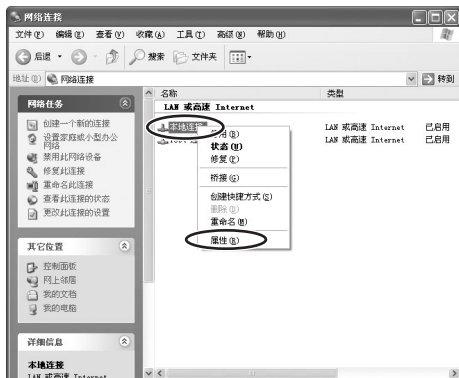 网络连接
文件(F) 编辑(E) 查看(V) 收藏(A) 工具(T) 高级(N) 帮助(H)
后退 搜索 文件夹
地址(D) 网络连接 转到
网络任务
创建一个新的连接
设置家庭或小型办公
网络
禁用此网络设备
修复此连接
重命名此连接
查看此连接的状态
更改此连接的设置
其它位置
控制面板
网上邻居
我的文档
我的电脑
详细信息
本地连接
LAN 或高速 Internet
名称 类型
LAN 或高速 Internet
本地连接 LAN 或高速 Internet 已启用
LAN 或高速 Internet 已启用
用(B)
状态(U)
修复(P)
桥接(G)
创建快捷方式(S)
删除(D)
重命名(M)
属性(R)